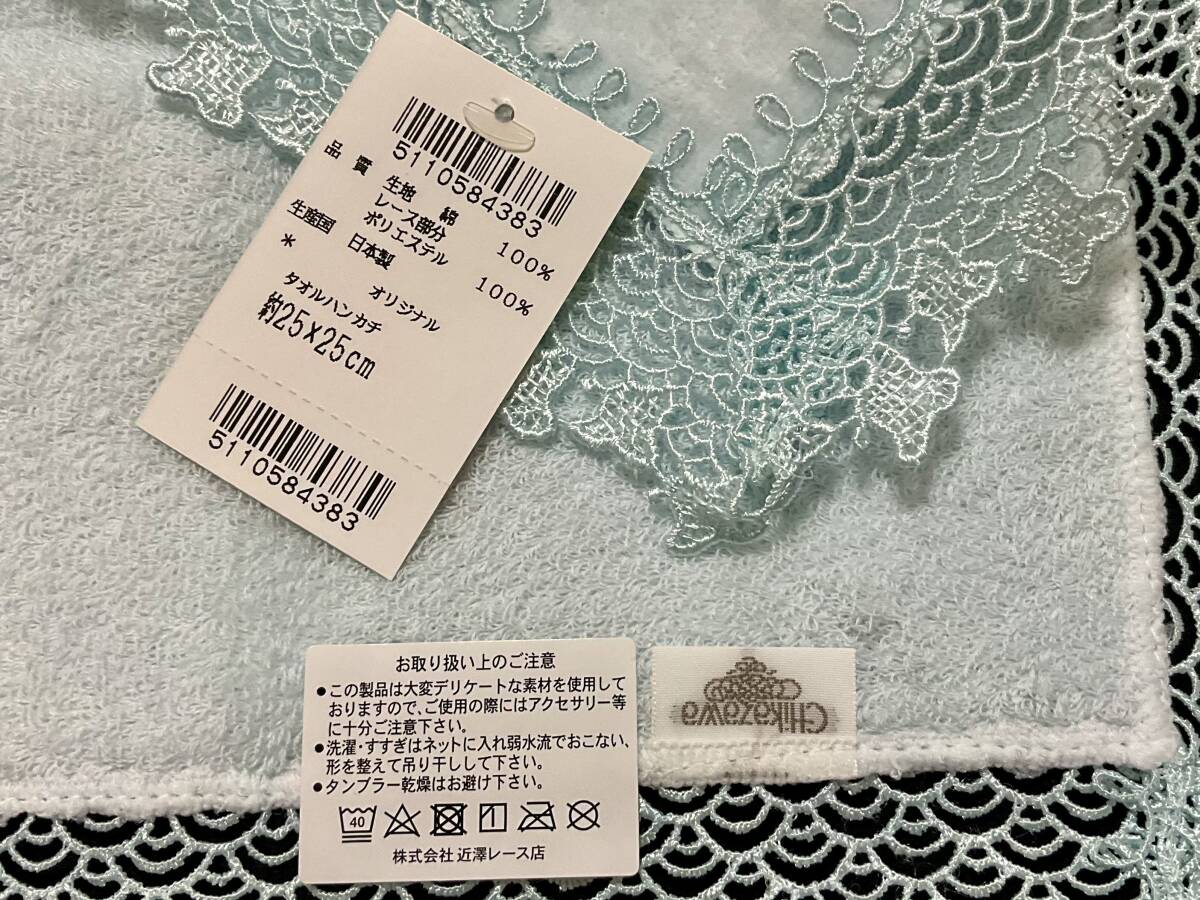 5110584383
品質 生地 綿 100%
レース部分
ポリエステル 100%
生産国 日本製
* オリジナル
タオルハンカチ
約25x25cm
5110584383
お取り扱い上のご注意
●この製品は大変デリケートな素材を使用して
おりますので、ご使用の際にはアクセサリー等
に十分ご注意下さい。
●洗濯・すすぎはネットに入れ弱水流でおこない、
形を整えて吊り干しして下さい。
●タンブラー乾燥はお避け下さい。
40
株式会社 近澤レース店
CHikazawa